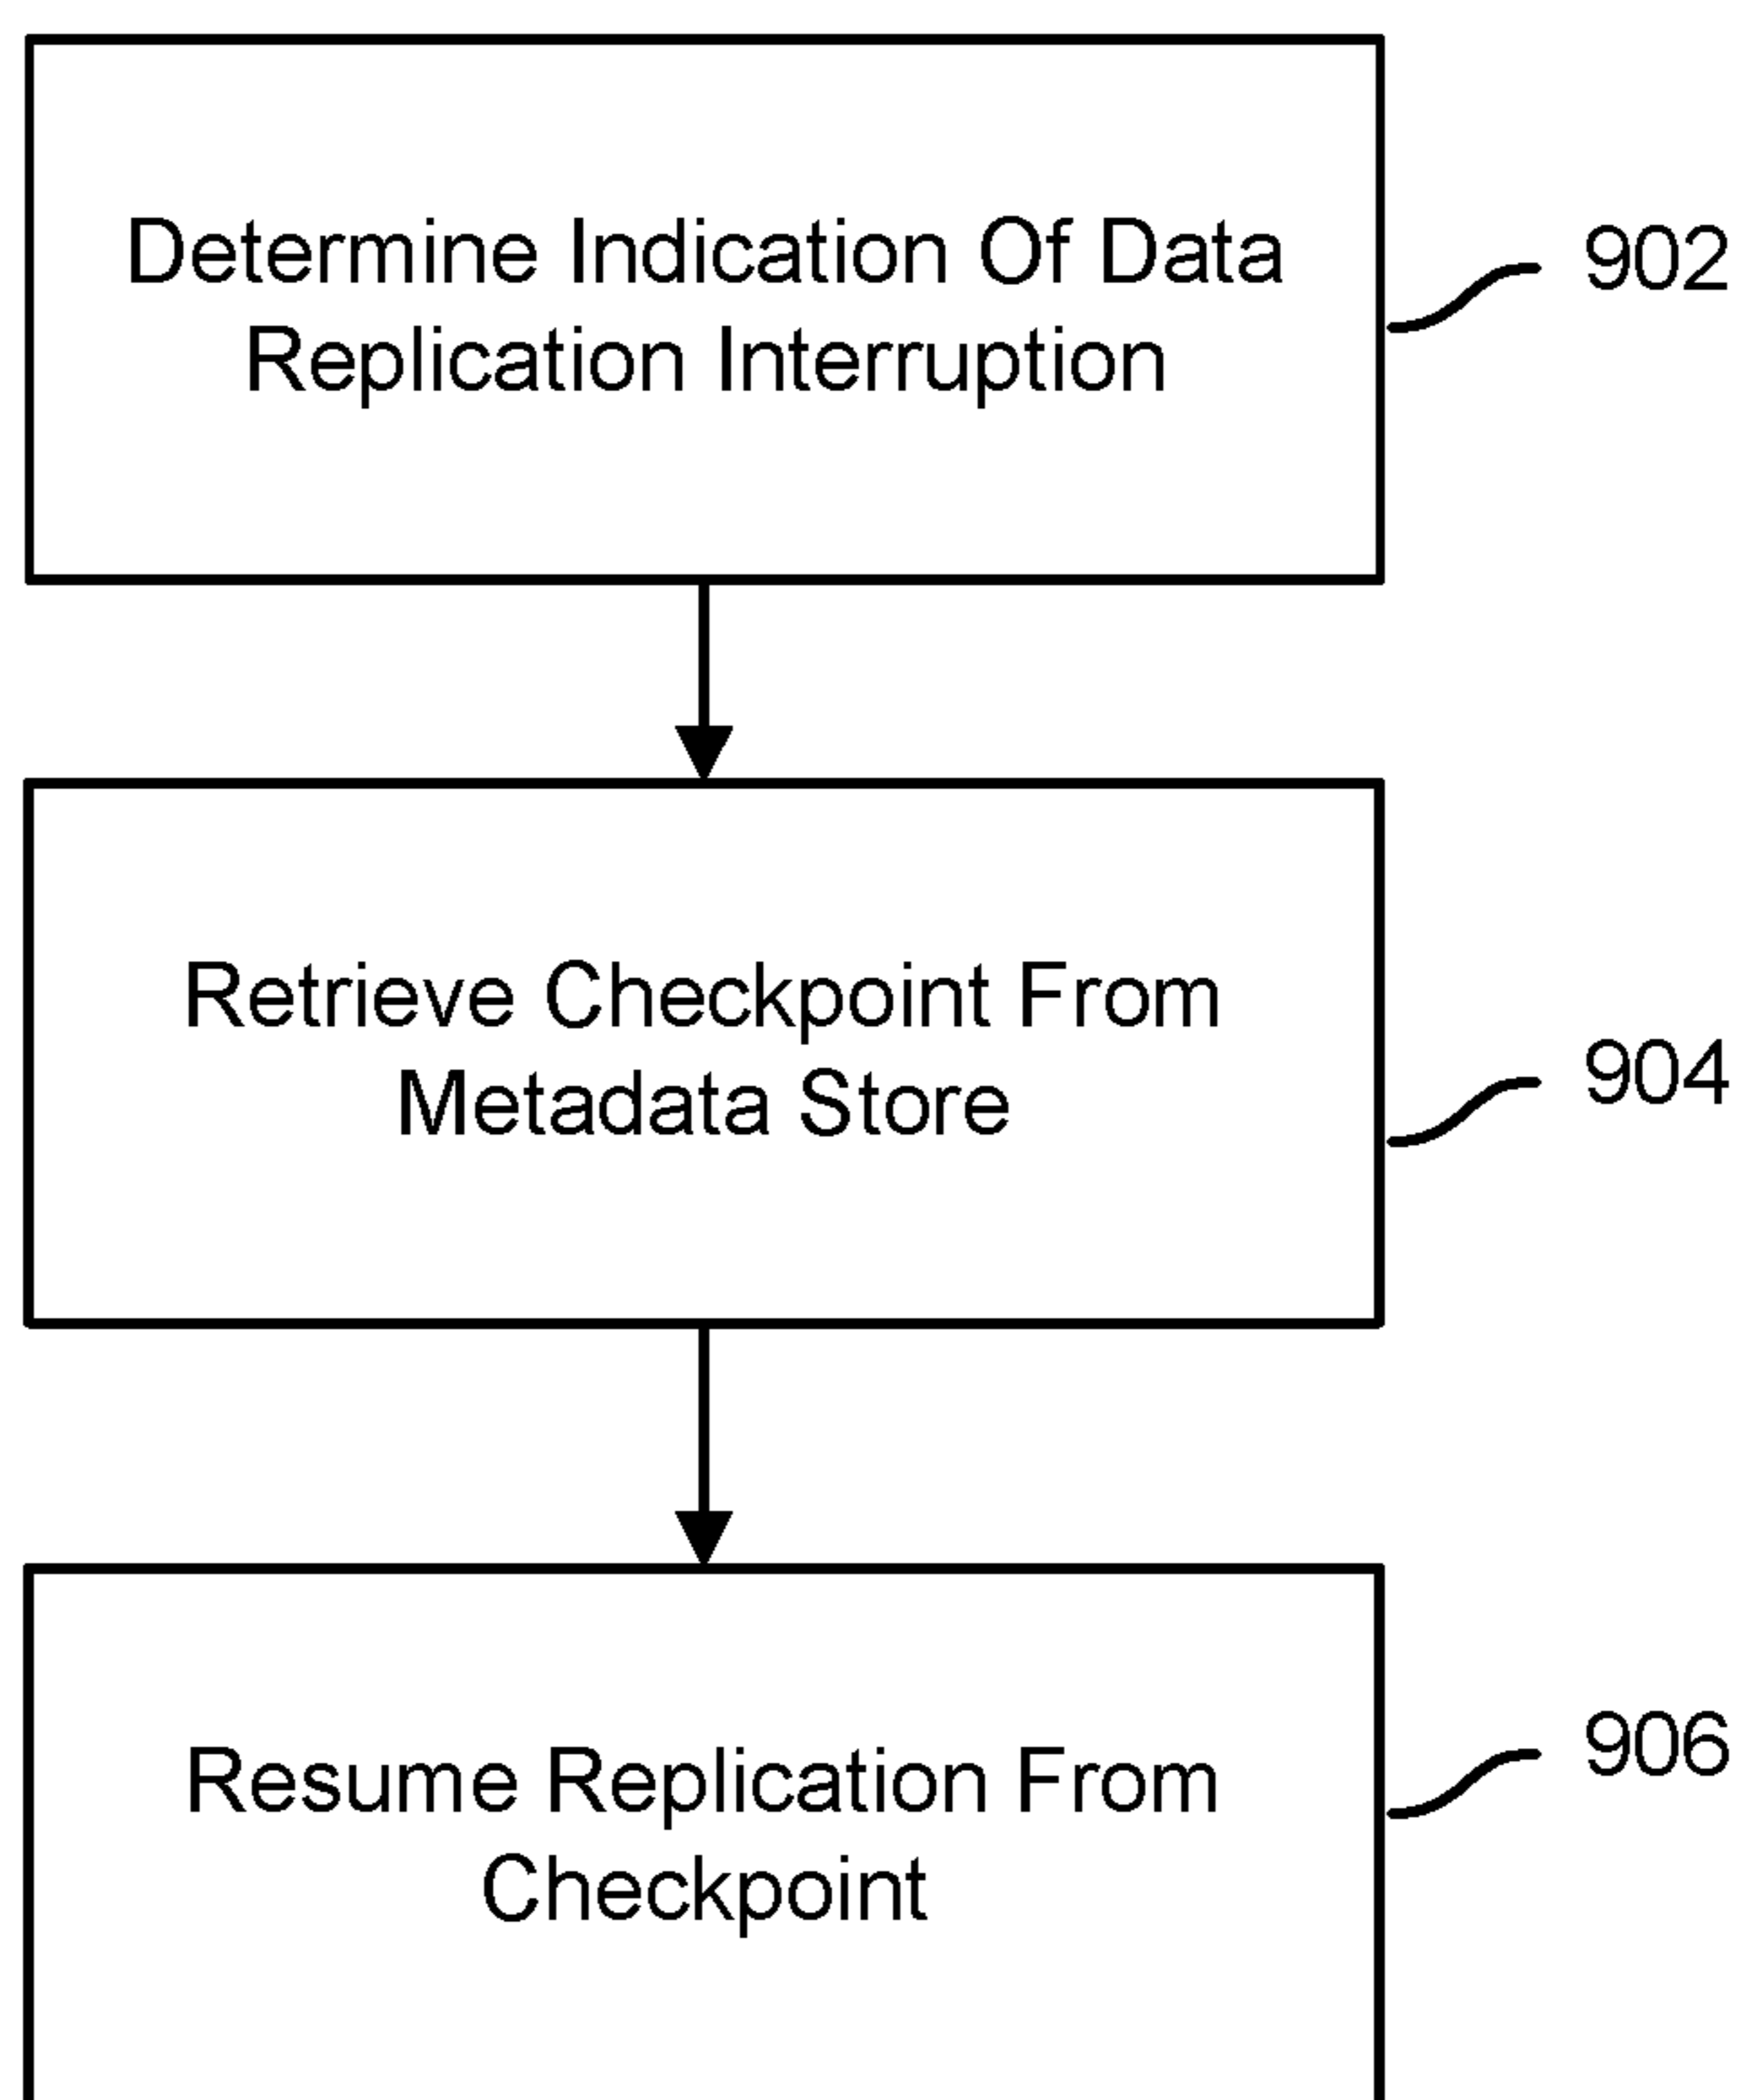 Determine Indication Of Data
Replication Interruption
902
Retrieve Checkpoint From
Metadata Store
904
Resume Replication From
Checkpoint
906